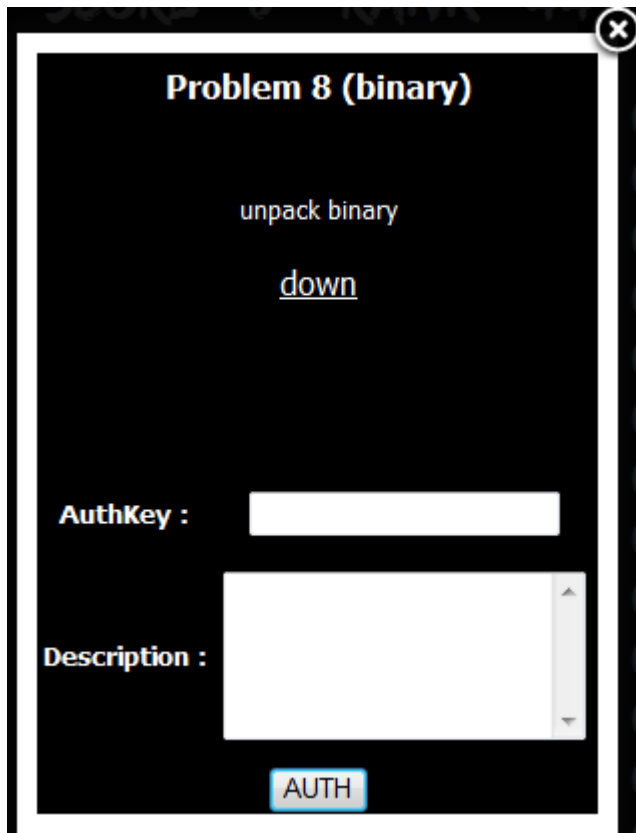 Problem 8 (binary)
unpack binary
down
AuthKey :
Description :
AUTH